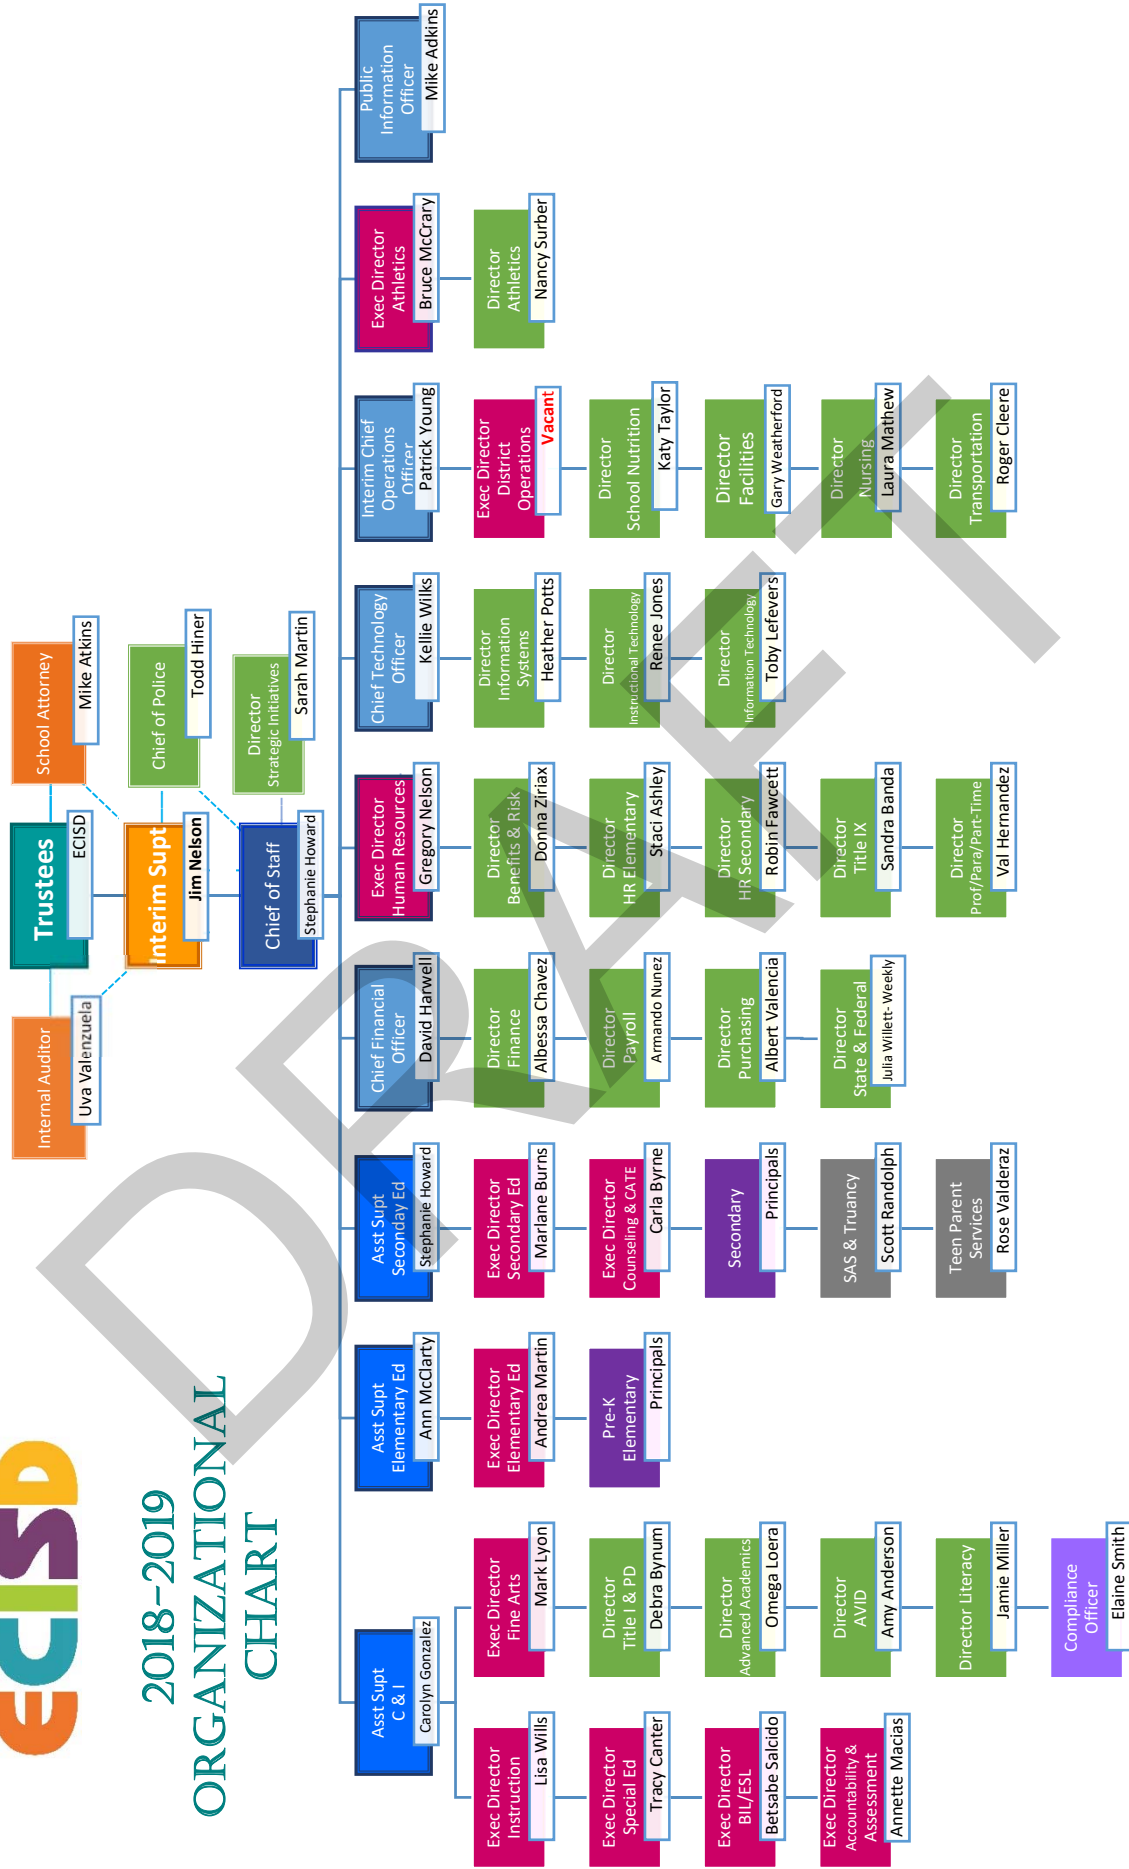 ECISD
2018-2019
ORGANIZATIONAL
CHART
DRAFT
Internal Auditor
Uva Valenzuela
Trustees
ECISD
School Attorney
Mike Atkins
Interim Supt
Jim Nelson
Chief of Police
Todd Hiner
Chief of Staff
Stephanie Howard
Director
Strategic Initiatives
Sarah Martin
Asst Supt
C & I
Carolyn Gonzalez
Exec Director
Instruction
Lisa Wills
Exec Director
Special Ed
Tracy Canter
Exec Director
BIL/ESL
Betsabe Salcido
Exec Director
Accountability &
Assessment
Annette Macias
Exec Director
Fine Arts
Mark Lyon
Director
Title I & PD
Debra Bynum
Director
Advanced Academics
Omega Loera
Director
AVID
Amy Anderson
Director Literacy
Jamie Miller
Compliance
Officer
Elaine Smith
Asst Supt
Elementary Ed
Ann McClarty
Exec Director
Elementary Ed
Andrea Martin
Pre-K
Elementary
Principals
Asst Supt
Seconday Ed
Stephanie Howard
Exec Director
Secondary Ed
Marlane Burns
Exec Director
Counseling & CATE
Carla Byrne
Secondary
Principals
SAS & Truancy
Scott Randolph
Teen Parent
Services
Rose Valderaz
Chief Financial
Officer
David Harwell
Director
Finance
Albessa Chavez
Director
Payroll
Armando Nunez
Director
Purchasing
Albert Valencia
Director
State & Federal
Julia Willett- Weekly
Exec Director
Human Resources
Gregory Nelson
Director
Benefits & Risk
Donna Ziriax
Director
HR Elementary
Staci Ashley
Director
HR Secondary
Robin Fawcett
Director
Title IX
Sandra Banda
Director
Prof/Para/Part-Time
Val Hernandez
Chief Technology
Officer
Kellie Wilks
Director
Information
Systems
Heather Potts
Director
Instructional Technology
Renee Jones
Director
Information Technology
Toby Lefevers
Interim Chief
Operations
Officer
Patrick Young
Exec Director
District
Operations
Vacant
Director
School Nutrition
Katy Taylor
Director
Facilities
Gary Weatherford
Director
Nursing
Laura Mathew
Director
Transportation
Roger Cleere
Exec Director
Athletics
Bruce McCrary
Director
Athletics
Nancy Surber
Public
Information
Officer
Mike Adkins